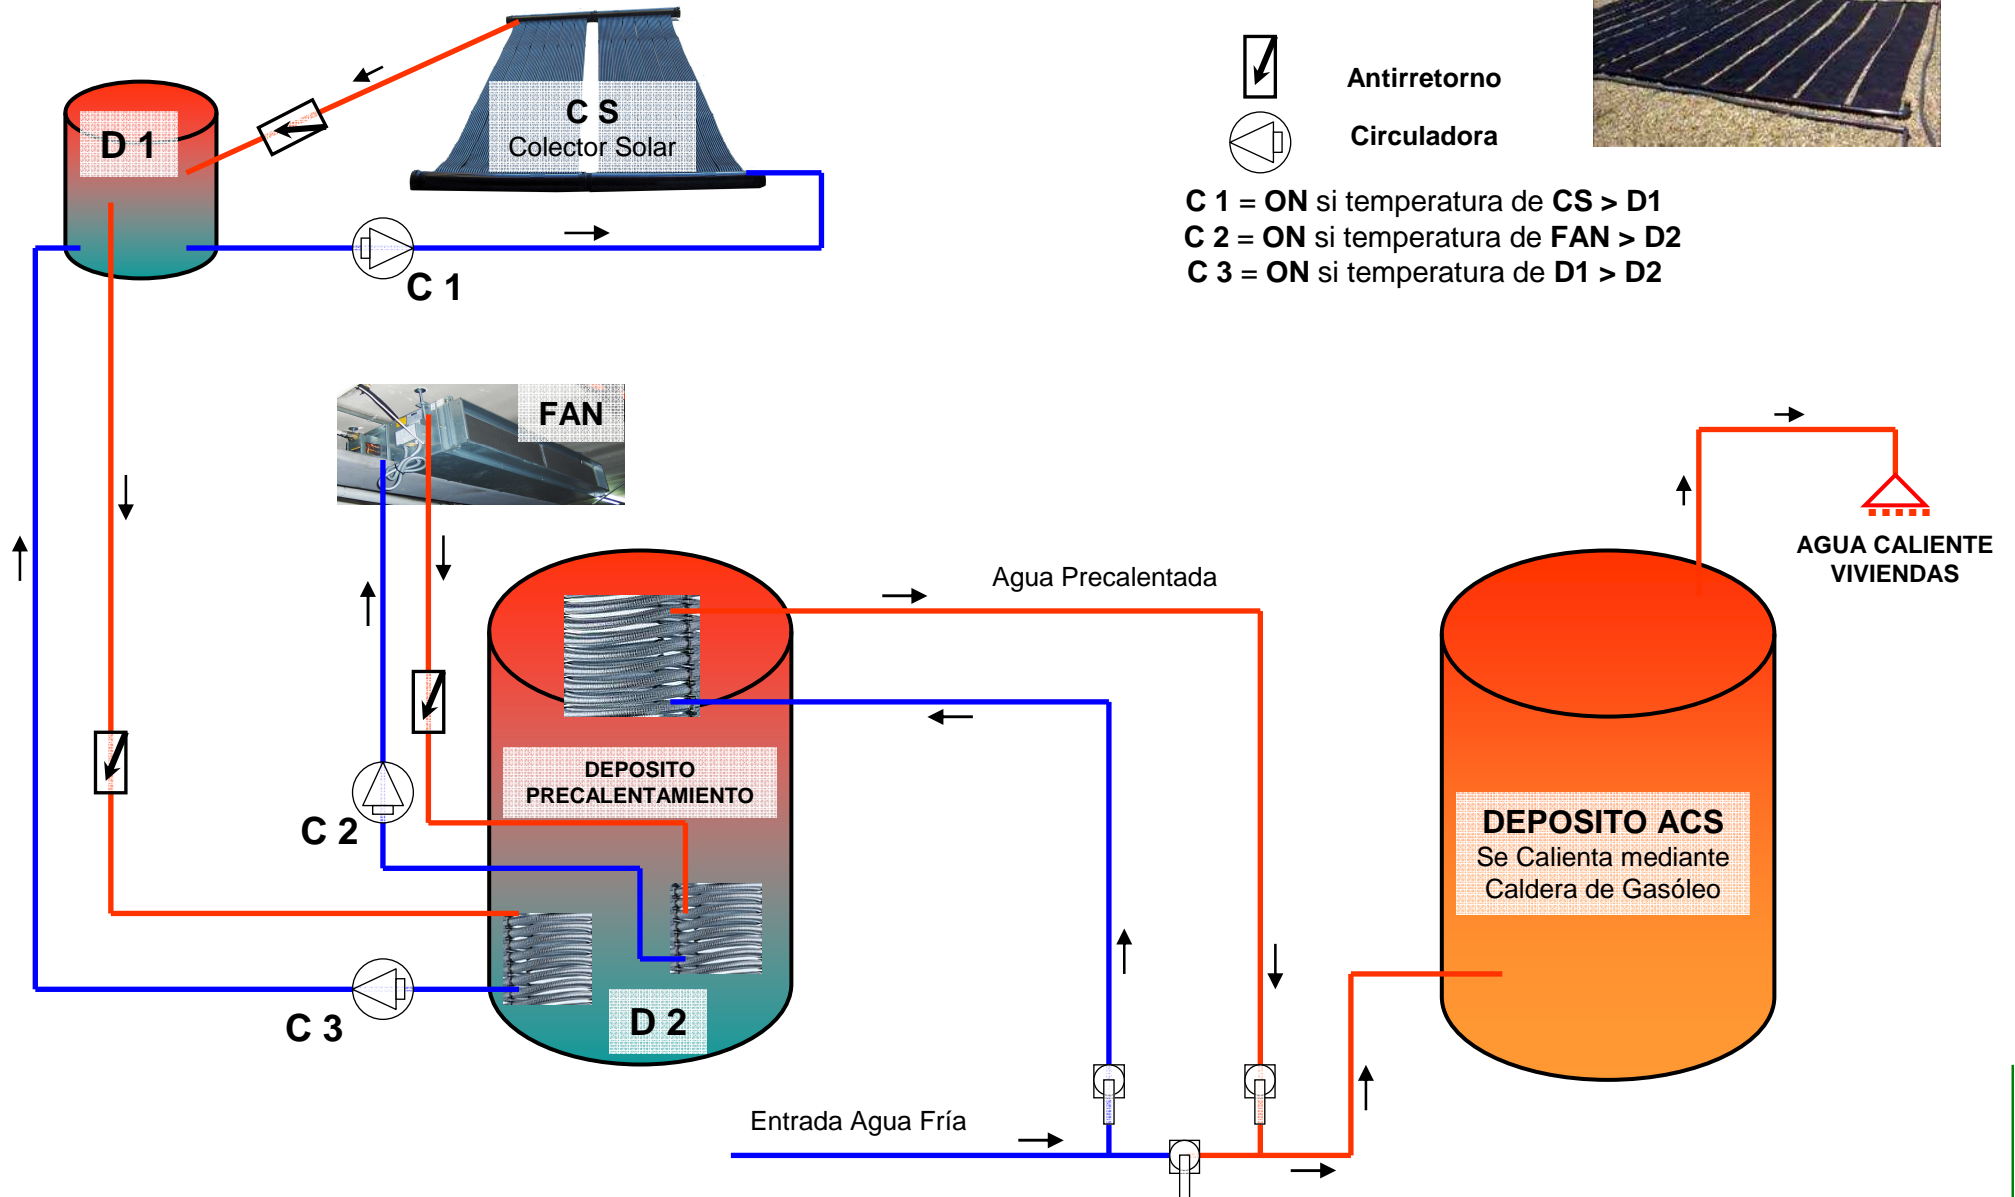 D 1
C S
Colector Solar
C 1
Antirretorno
Circuladora
C 1 = ON si temperatura de CS > D1
C 2 = ON si temperatura de FAN > D2
C 3 = ON si temperatura de D1 > D2
FAN
Agua Precalentada
AGUA CALIENTE
VIVIENDAS
DEPOSITO
PRECALENTAMIENTO
C 2
DEPOSITO ACS
Se Calienta mediante
Caldera de Gasóleo
C 3
D 2
Entrada Agua Fría